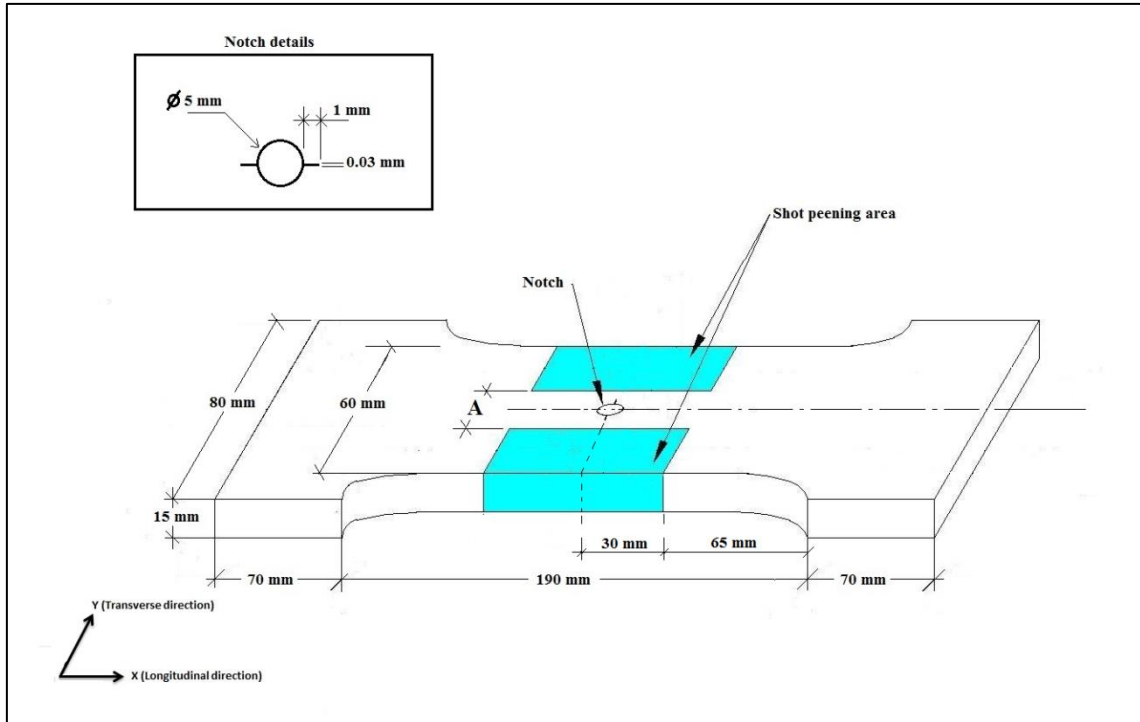 Notch details
Ø 5 mm
1 mm
0.03 mm
Shot peening area
Notch
80 mm
60 mm
A
15 mm
30 mm
65 mm
70 mm
190 mm
70 mm
Y (Transverse direction)
X (Longitudinal direction)